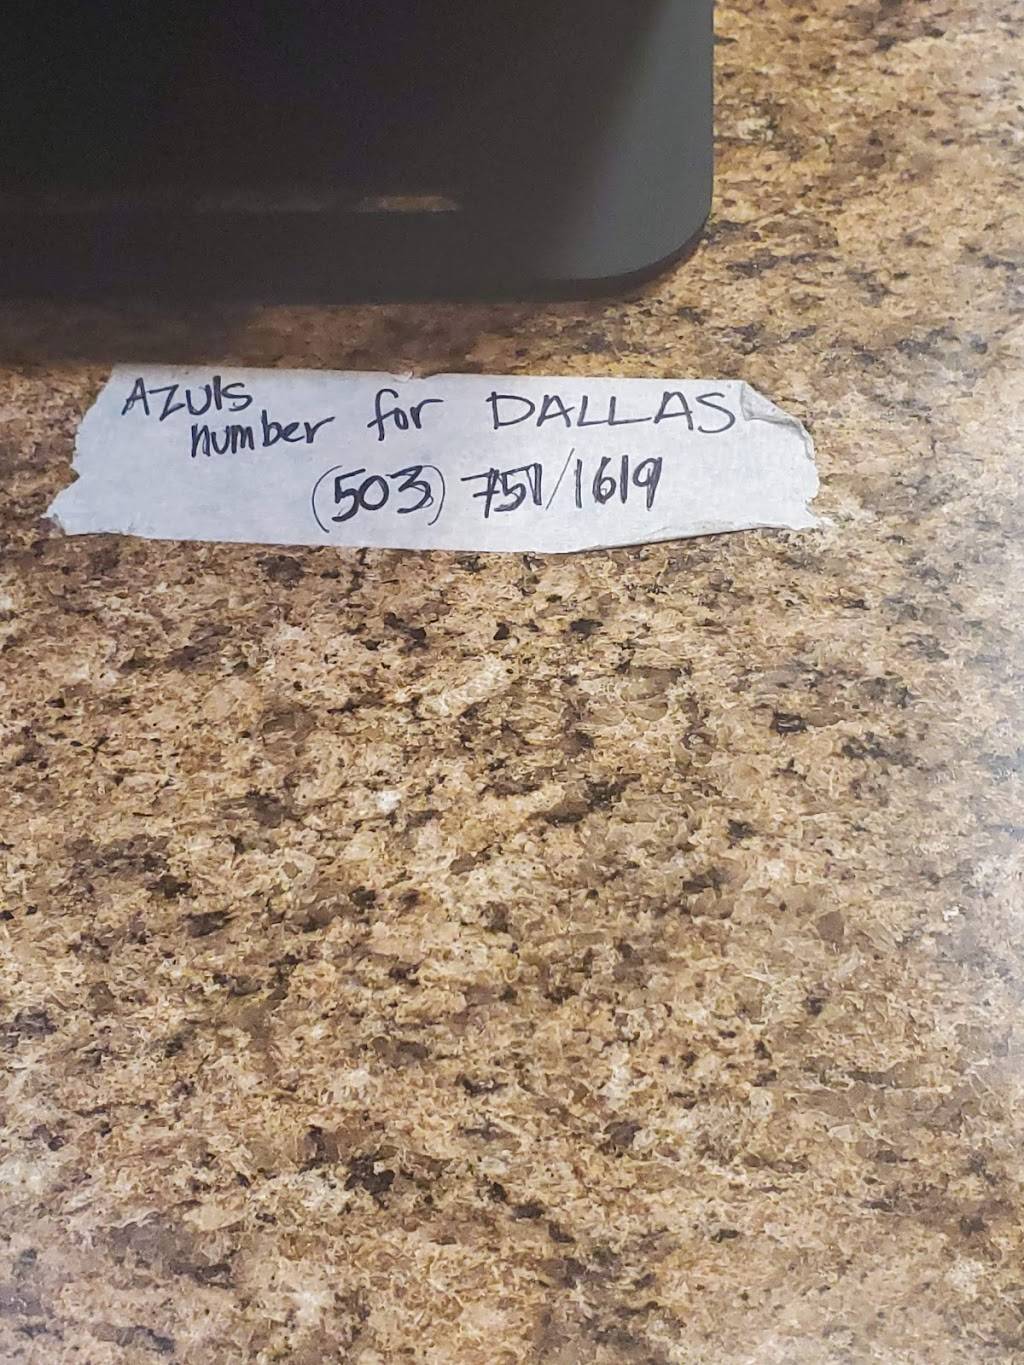 AZUls
number for DALLAS
(503) 751/1619